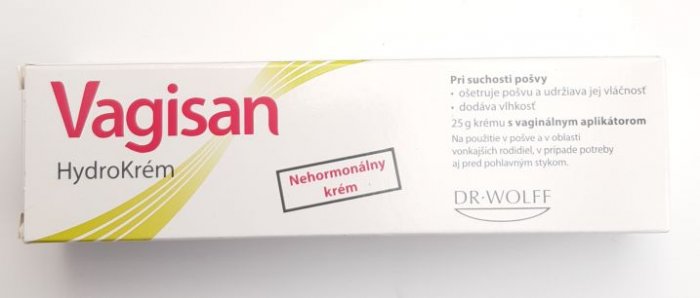 Vagisan
HydroKrém
Nehormonálny
krém
Pri suchosti pošvy
• ošetruje pošvu a udržiava jej vláčnosť
• dodáva vlhkosť
25 g krému s vaginálnym aplikátorom
Na použitie v pošve a v oblasti
vonkajších rodidiel, v prípade potreby
aj pred pohlavným stykom.
DR·WOLFF